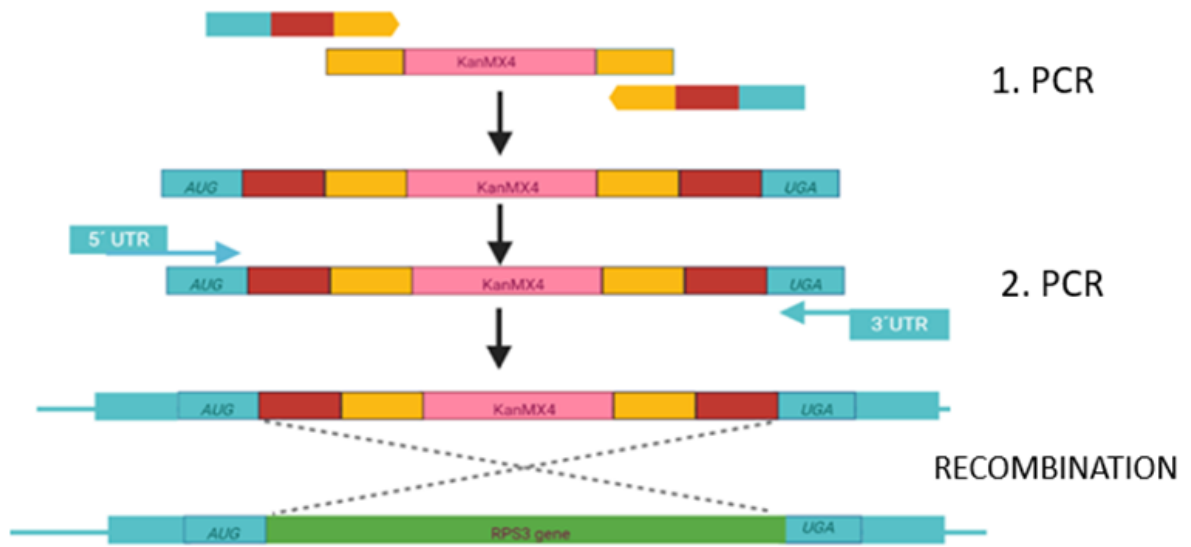 KanMX4
1. PCR
AUG KanMX4 UGA
5´ UTR
AUG KanMX4 UGA
2. PCR
3´UTR
AUG KanMX4 UGA
RECOMBINATION
AUG RPS3 gene UGA